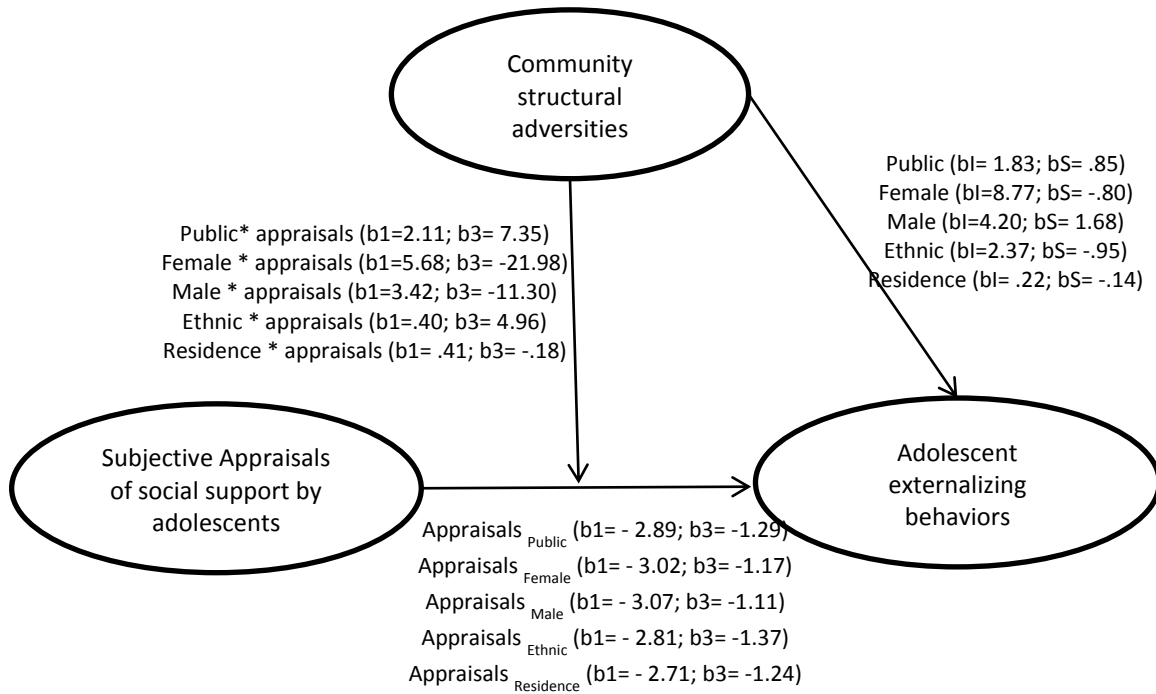 Community
structural
adversities
Public (bI= 1.83; bS= .85)
Female (bI=8.77; bS= -.80)
Male (bI=4.20; bS= 1.68)
Ethnic (bI=2.37; bS= -.95)
Residence (bI= .22; bS= -.14)
Public* appraisals (b1=2.11; b3= 7.35)
Female * appraisals (b1=5.68; b3= -21.98)
Male * appraisals (b1=3.42; b3= -11.30)
Ethnic * appraisals (b1=.40; b3= 4.96)
Residence * appraisals (b1= .41; b3= -.18)
Subjective Appraisals
of social support by
adolescents
Adolescent
externalizing
behaviors
Appraisals Public (b1= - 2.89; b3= -1.29)
Appraisals Female (b1= - 3.02; b3= -1.17)
Appraisals Male (b1= - 3.07; b3= -1.11)
Appraisals Ethnic (b1= - 2.81; b3= -1.37)
Appraisals Residence (b1= - 2.71; b3= -1.24)